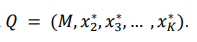 Q = (M, x₂*, x₃*, … , x_K*).